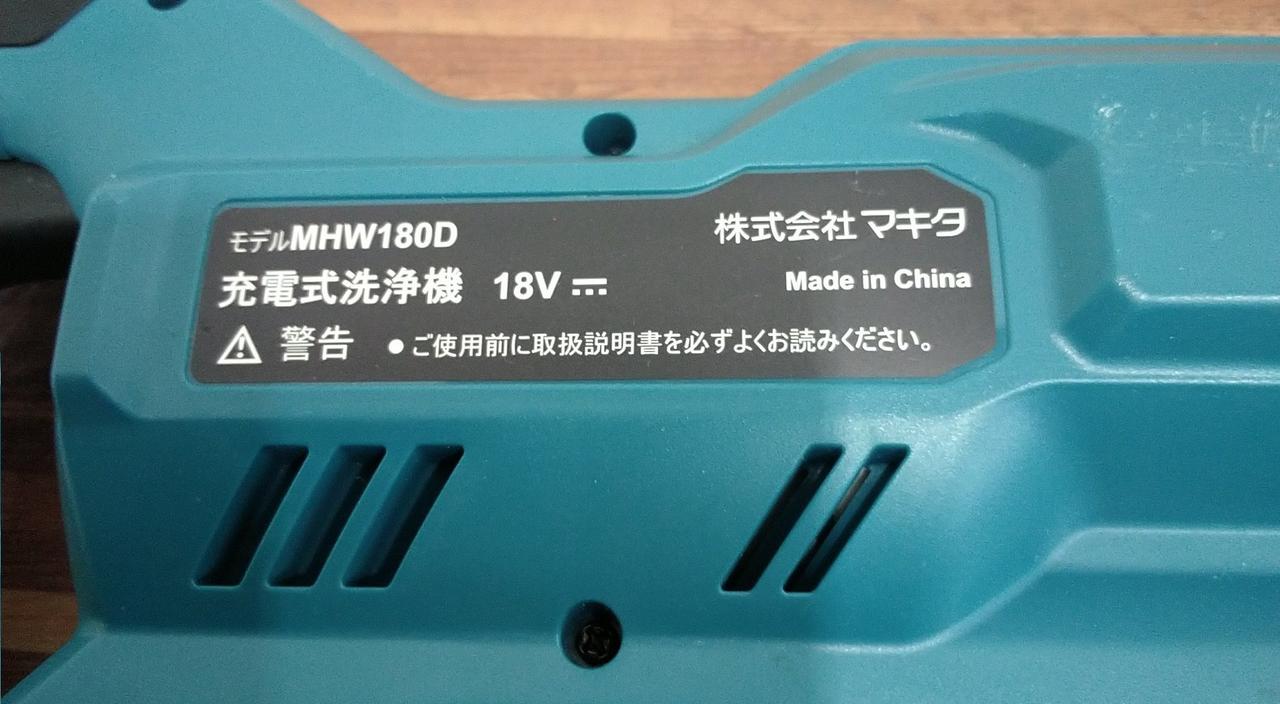 モデルMHW180D
株式会社マキタ
充電式洗浄機 18V
Made in China
警告 ●ご使用前に取扱説明書を必ずよくお読みください。